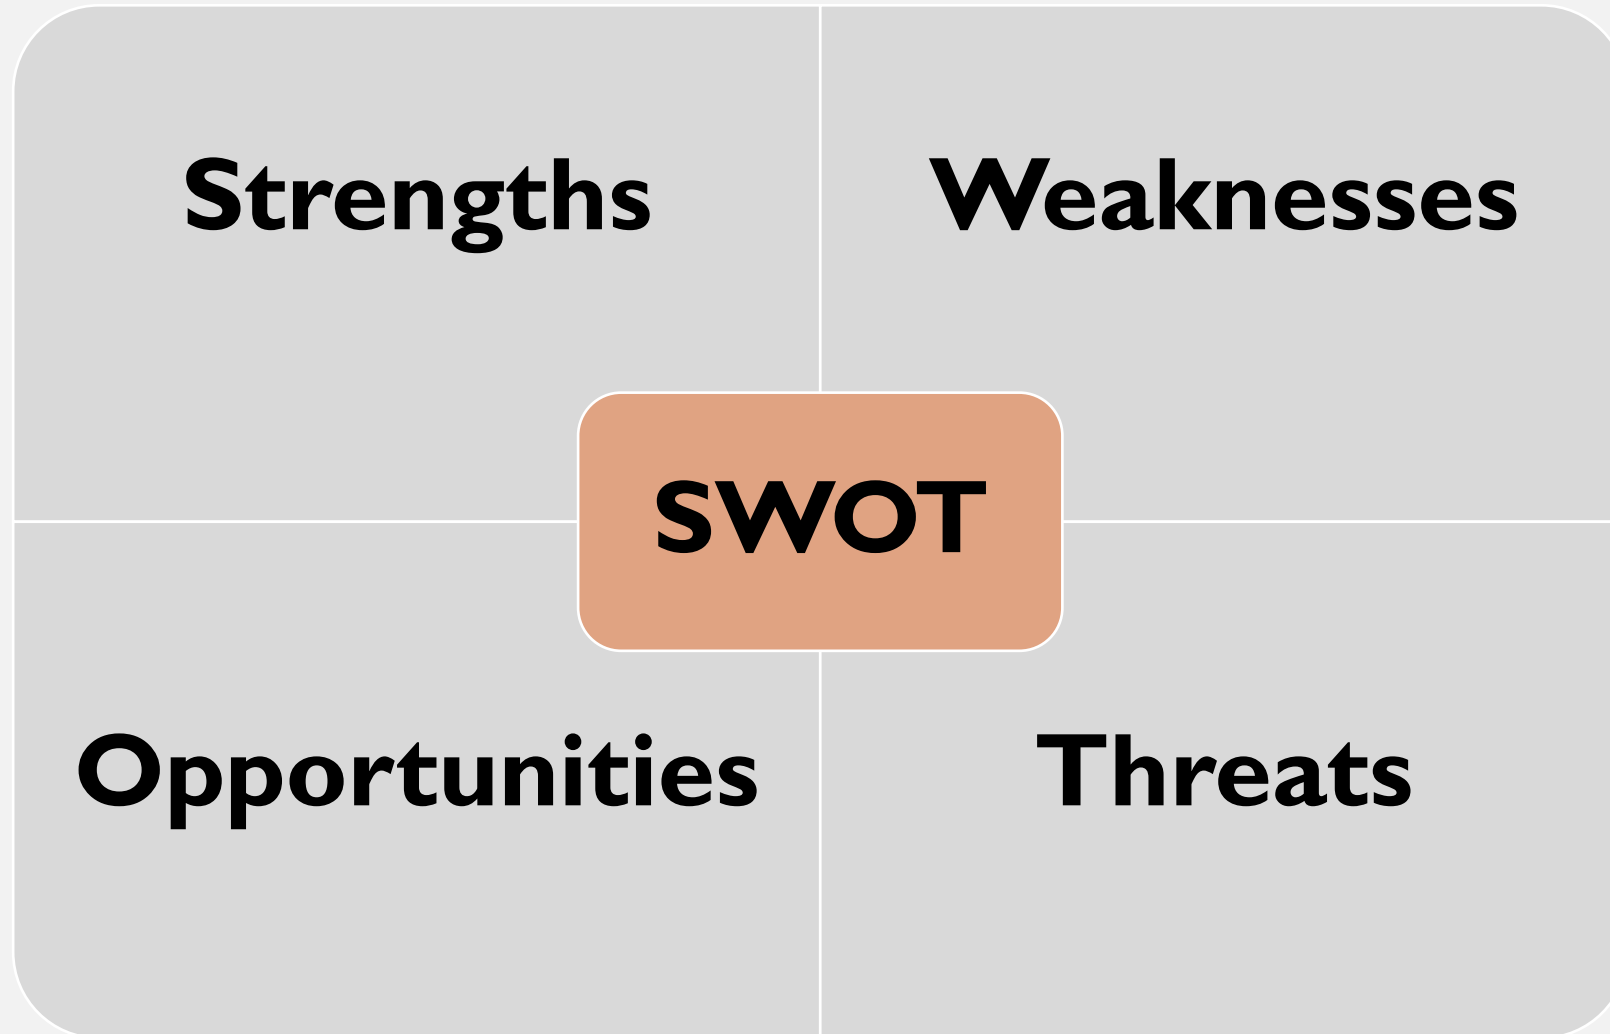 Strengths
Weaknesses
SWOT
Opportunities
Threats